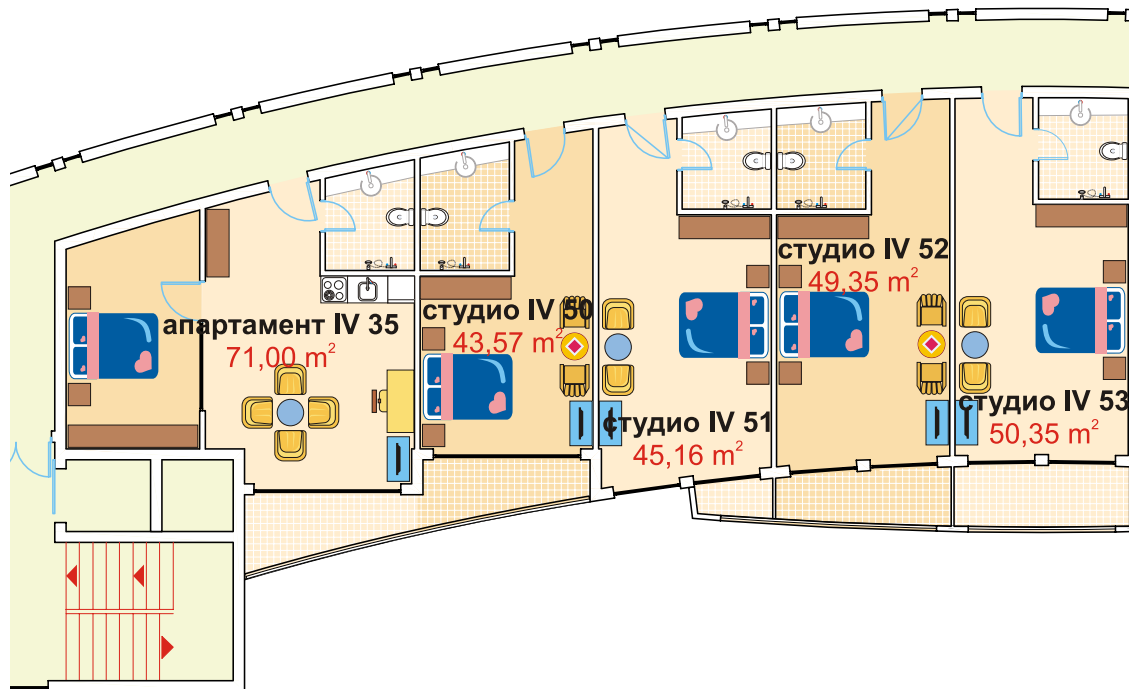 апартамент IV 35
71,00 m²
студио IV 50
43,57 m²
студио IV 51
45,16 m²
студио IV 52
49,35 m²
студио IV 53
50,35 m²